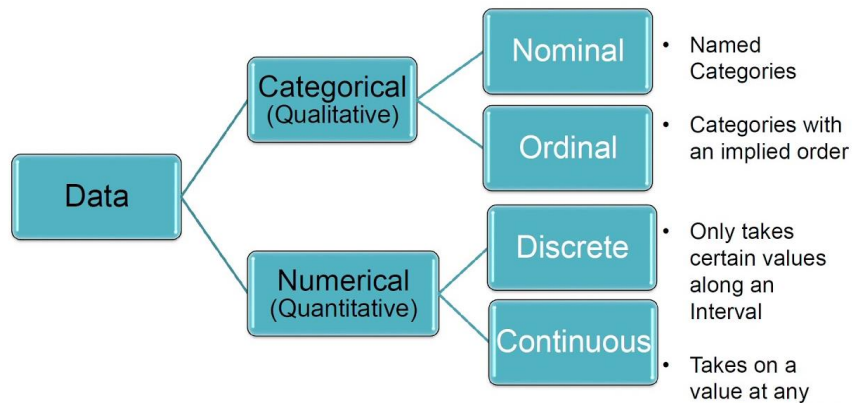 Data
Categorical
(Qualitative)
Numerical
(Quantitative)
Nominal
• Named
Categories
Ordinal
• Categories with
an implied order
Discrete
• Only takes
certain values
along an
Interval
Continuous
• Takes on a
value at any